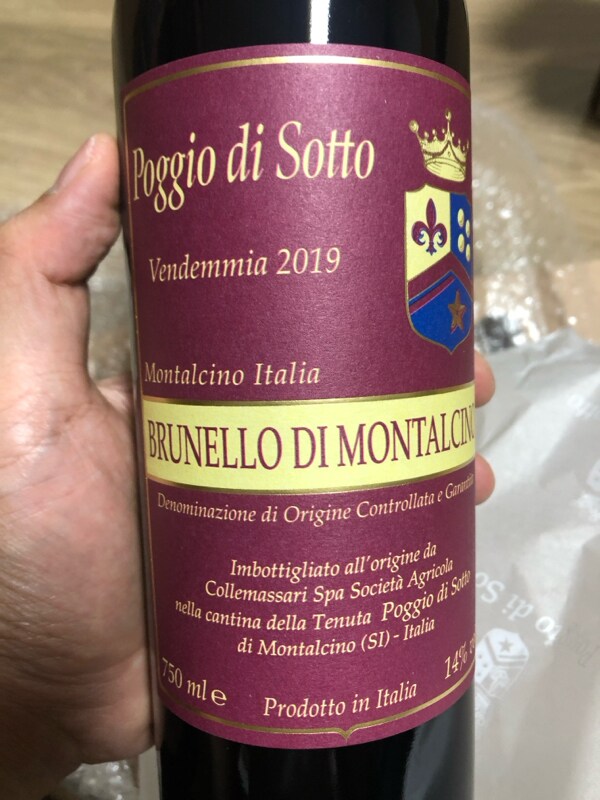 Poggio di Sotto
Vendemmia 2019
Montalcino Italia
BRUNELLO DI MONTALCINO
Denominazione di Origine Controllata e Garantita
Imbottigliato all'origine da
Collemassari Spa Società Agricola
nella cantina della Tenuta Poggio di Sotto
di Montalcino (SI) - Italia
750 ml e
Prodotto in Italia
14%